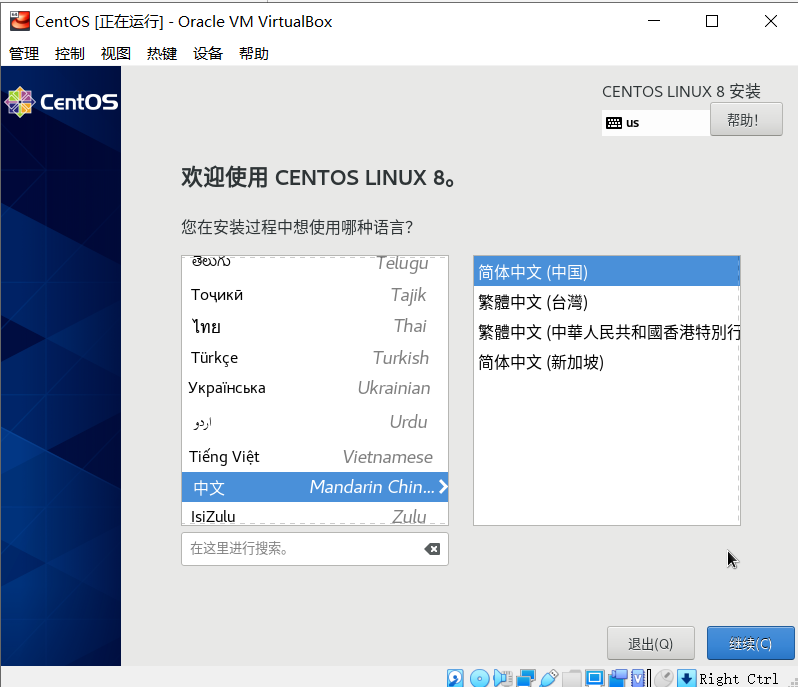 CentOS [正在运行] - Oracle VM VirtualBox
管理 控制 视图 热键 设备 帮助
CentOS
CENTOS LINUX 8 安装
us
帮助！
欢迎使用 CENTOS LINUX 8。
您在安装过程中想使用哪种语言？
తెలుగు Telugu
Тоҷикӣ Tajik
ไทย Thai
Türkçe Turkish
Українська Ukrainian
اردو Urdu
Tiếng Việt Vietnamese
中文 Mandarin Chin...
IsiZulu Zulu
简体中文 (中国)
繁體中文 (台灣)
繁體中文 (中華人民共和國香港特別行
简体中文 (新加坡)
在这里进行搜索。
退出(Q)
继续(C)
Right Ctrl